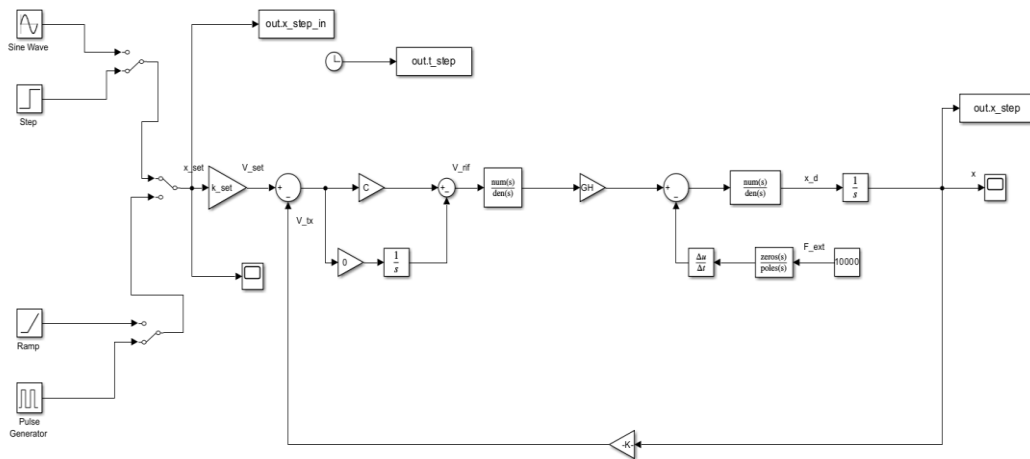 out.x_step_in
Sine Wave
out.t_step
Step
out.x_step
x_set
k_set
V_set
+
−
V_tx
C
0
1
s
+
−
V_rif
num(s)
den(s)
GH
+
−
num(s)
den(s)
x_d
1
s
x
Δu
Δt
zeros(s)
poles(s)
F_ext
10000
Ramp
Pulse
Generator
-K-